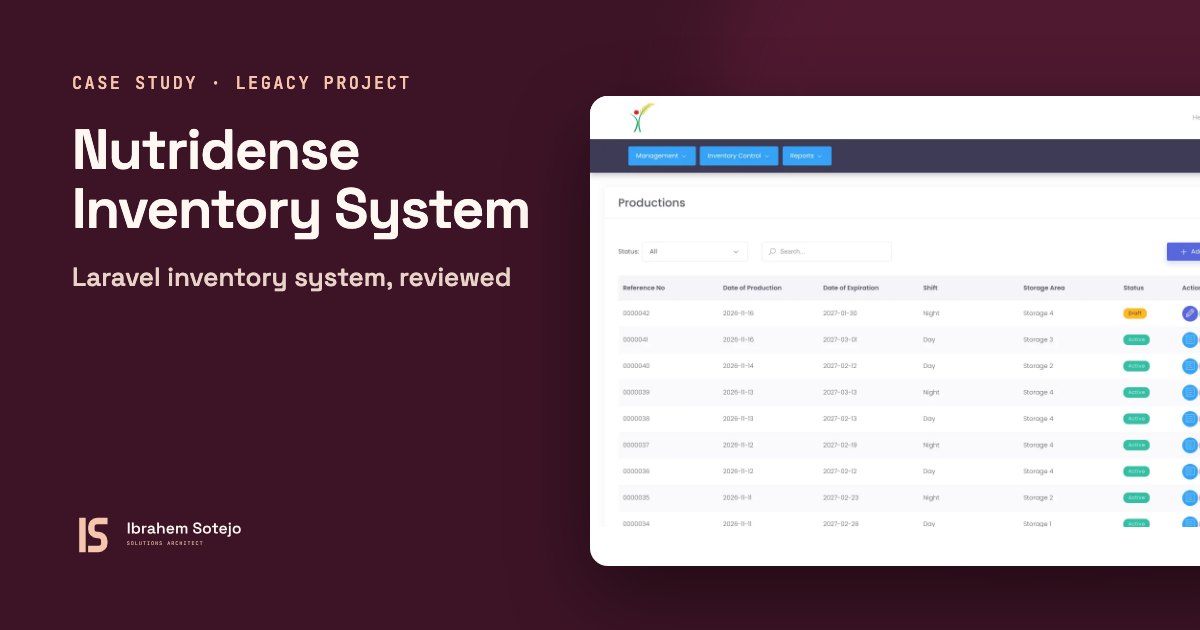 CASE STUDY · LEGACY PROJECT
Nutridense
Inventory System
Laravel inventory system, reviewed
IS
Ibrahem Sotejo
SOLUTIONS ARCHITECT
Management
Inventory Control
Reports
Productions
Status:
All
Search...
Reference No Date of Production Date of Expiration Shift Storage Area Status
0000042 2026-11-16 2027-01-30 Night Storage 4 Draft
0000041 2026-11-16 2027-03-01 Day Storage 3 Active
0000040 2026-11-14 2027-02-12 Day Storage 2 Active
0000039 2026-11-13 2027-03-13 Night Storage 4 Active
0000038 2026-11-13 2027-02-13 Day Storage 4 Active
0000037 2026-11-12 2027-02-19 Night Storage 4 Active
0000036 2026-11-12 2027-02-12 Day Storage 4 Active
0000035 2026-11-11 2027-02-23 Night Storage 2 Active
0000034 2026-11-11 2027-02-28 Day Storage 1 Active